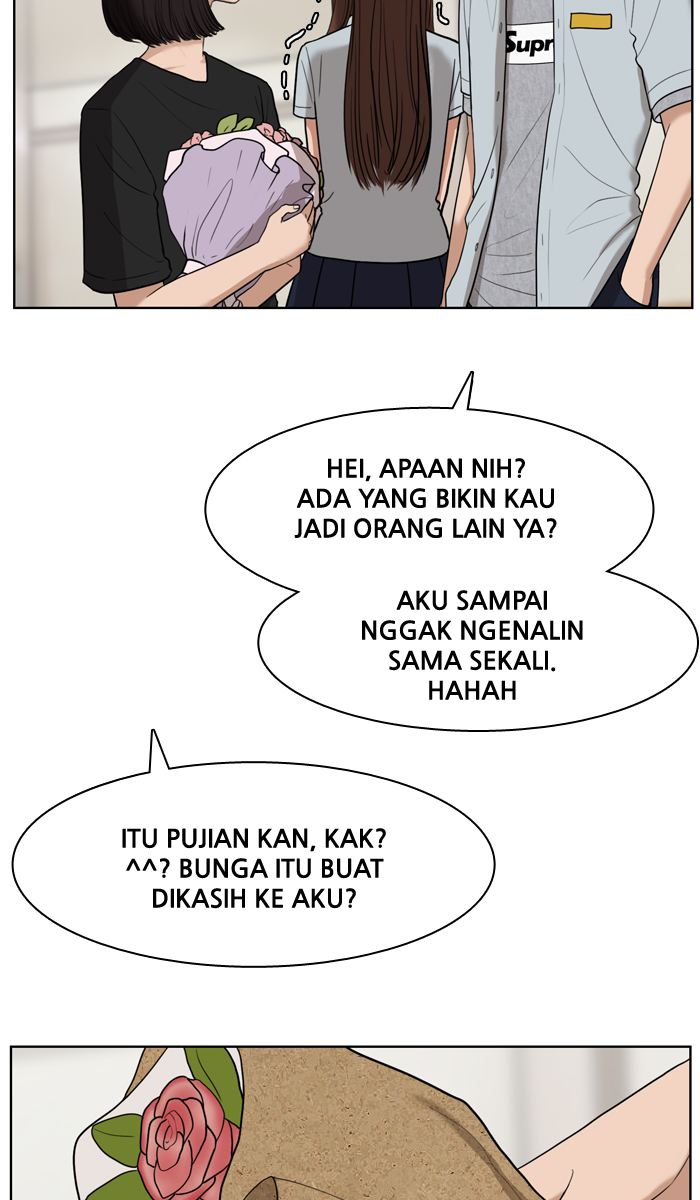 Supr
HEI, APAAN NIH?
ADA YANG BIKIN KAU
JADI ORANG LAIN YA?
AKU SAMPAI
NGGAK NGENALIN
SAMA SEKALI.
HAHAH
ITU PUJIAN KAN, KAK?
^^? BUNGA ITU BUAT
DIKASIH KE AKU?